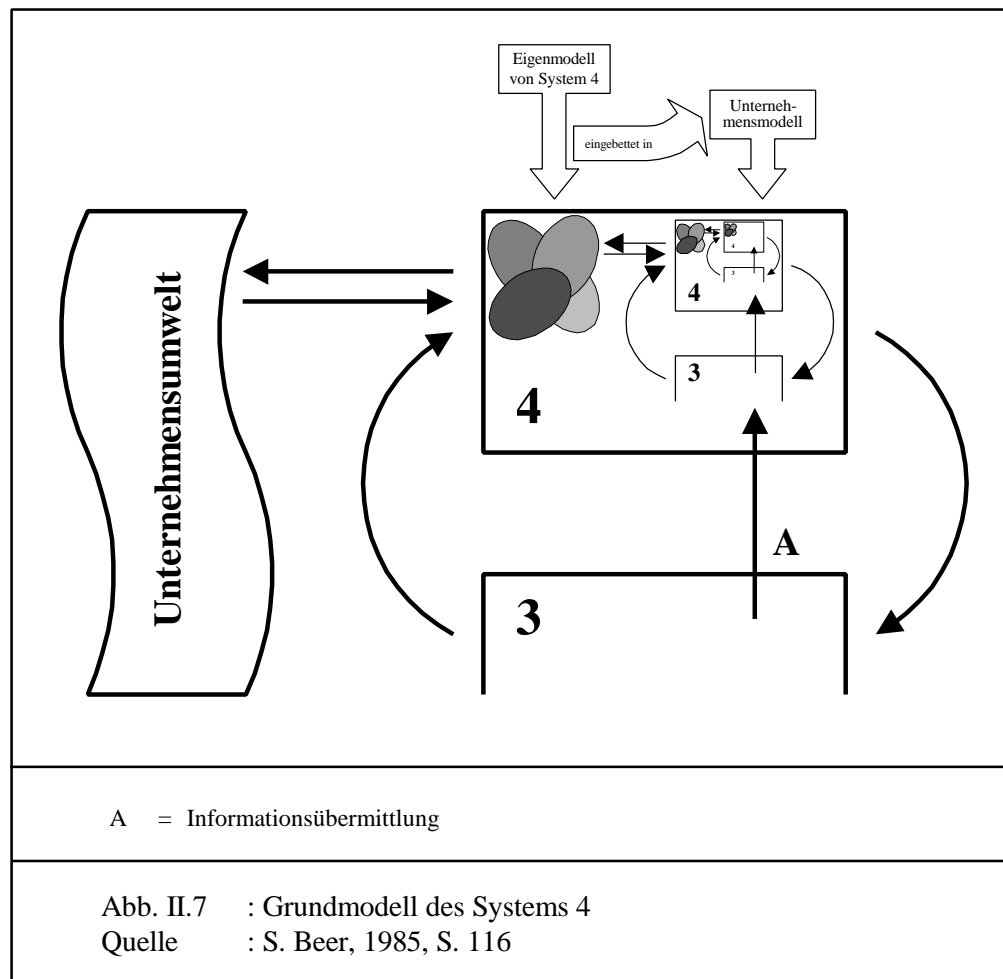 Eigenmodell
von System 4
Unterneh-
mensmodell
eingebettet in
Unternehmensumwelt
4
3
4
3
4
3
A
A = Informationsübermittlung
Abb. II.7 : Grundmodell des Systems 4
Quelle : S. Beer, 1985, S. 116